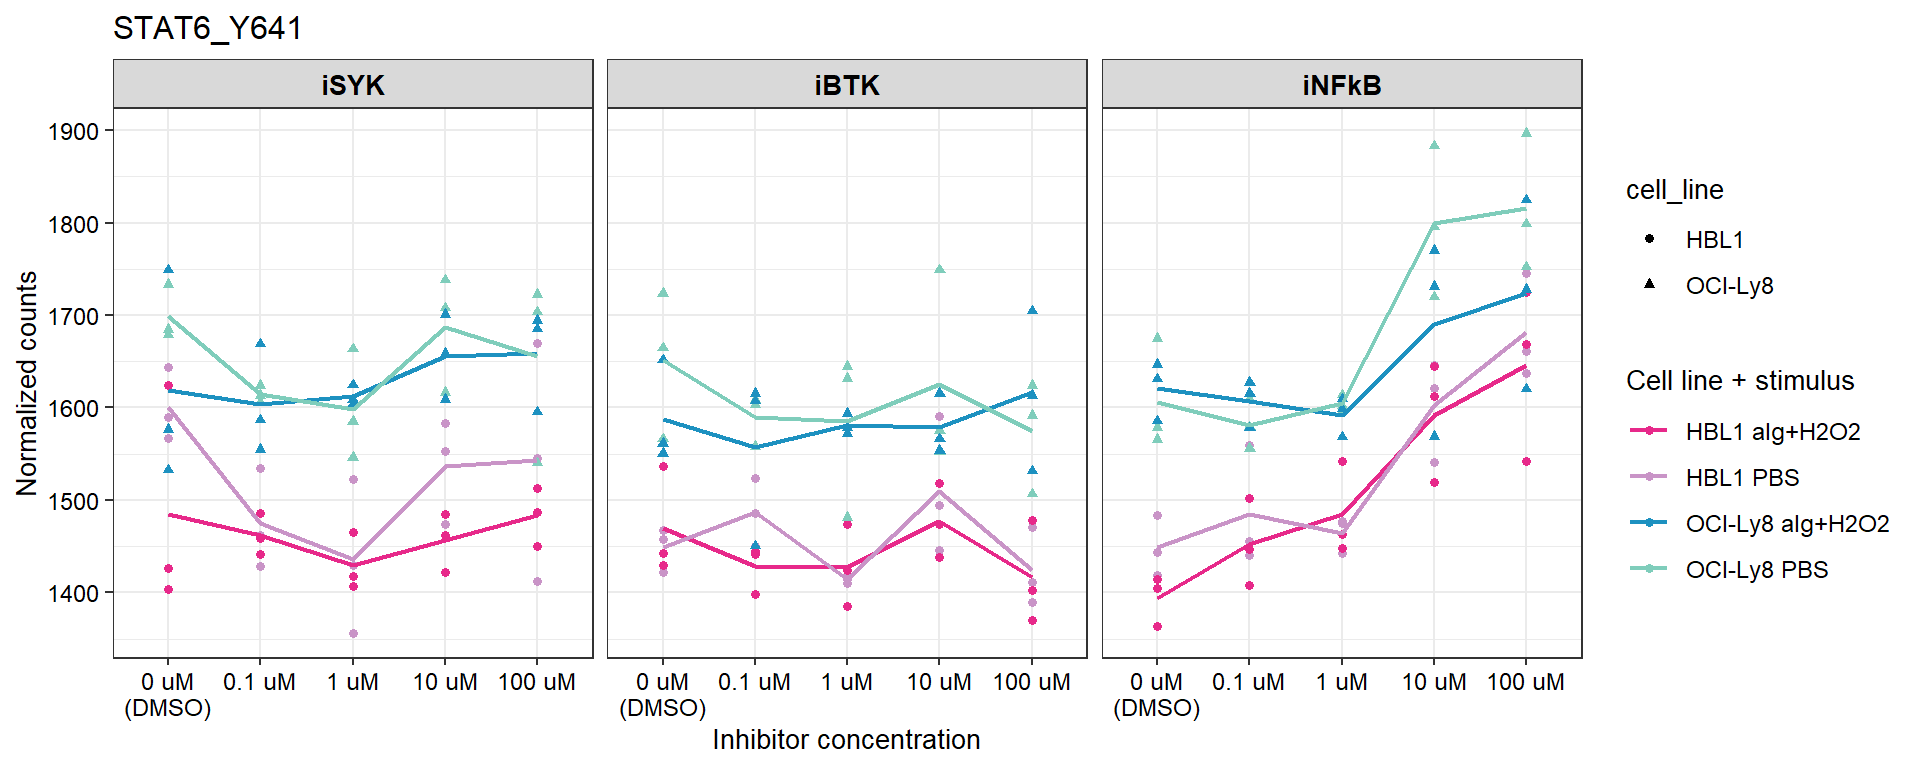 STAT6_Y641
iSYK
iBTK
iNFkB
Normalized counts
1900
1800
1700
1600
1500
1400
0 uM
(DMSO)
0.1 uM
1 uM
10 uM
100 uM
0 uM
(DMSO)
0.1 uM
1 uM
10 uM
100 uM
0 uM
(DMSO)
0.1 uM
1 uM
10 uM
100 uM
Inhibitor concentration
cell_line
HBL1
OCI-Ly8
Cell line + stimulus
HBL1 aIg+H2O2
HBL1 PBS
OCI-Ly8 aIg+H2O2
OCI-Ly8 PBS